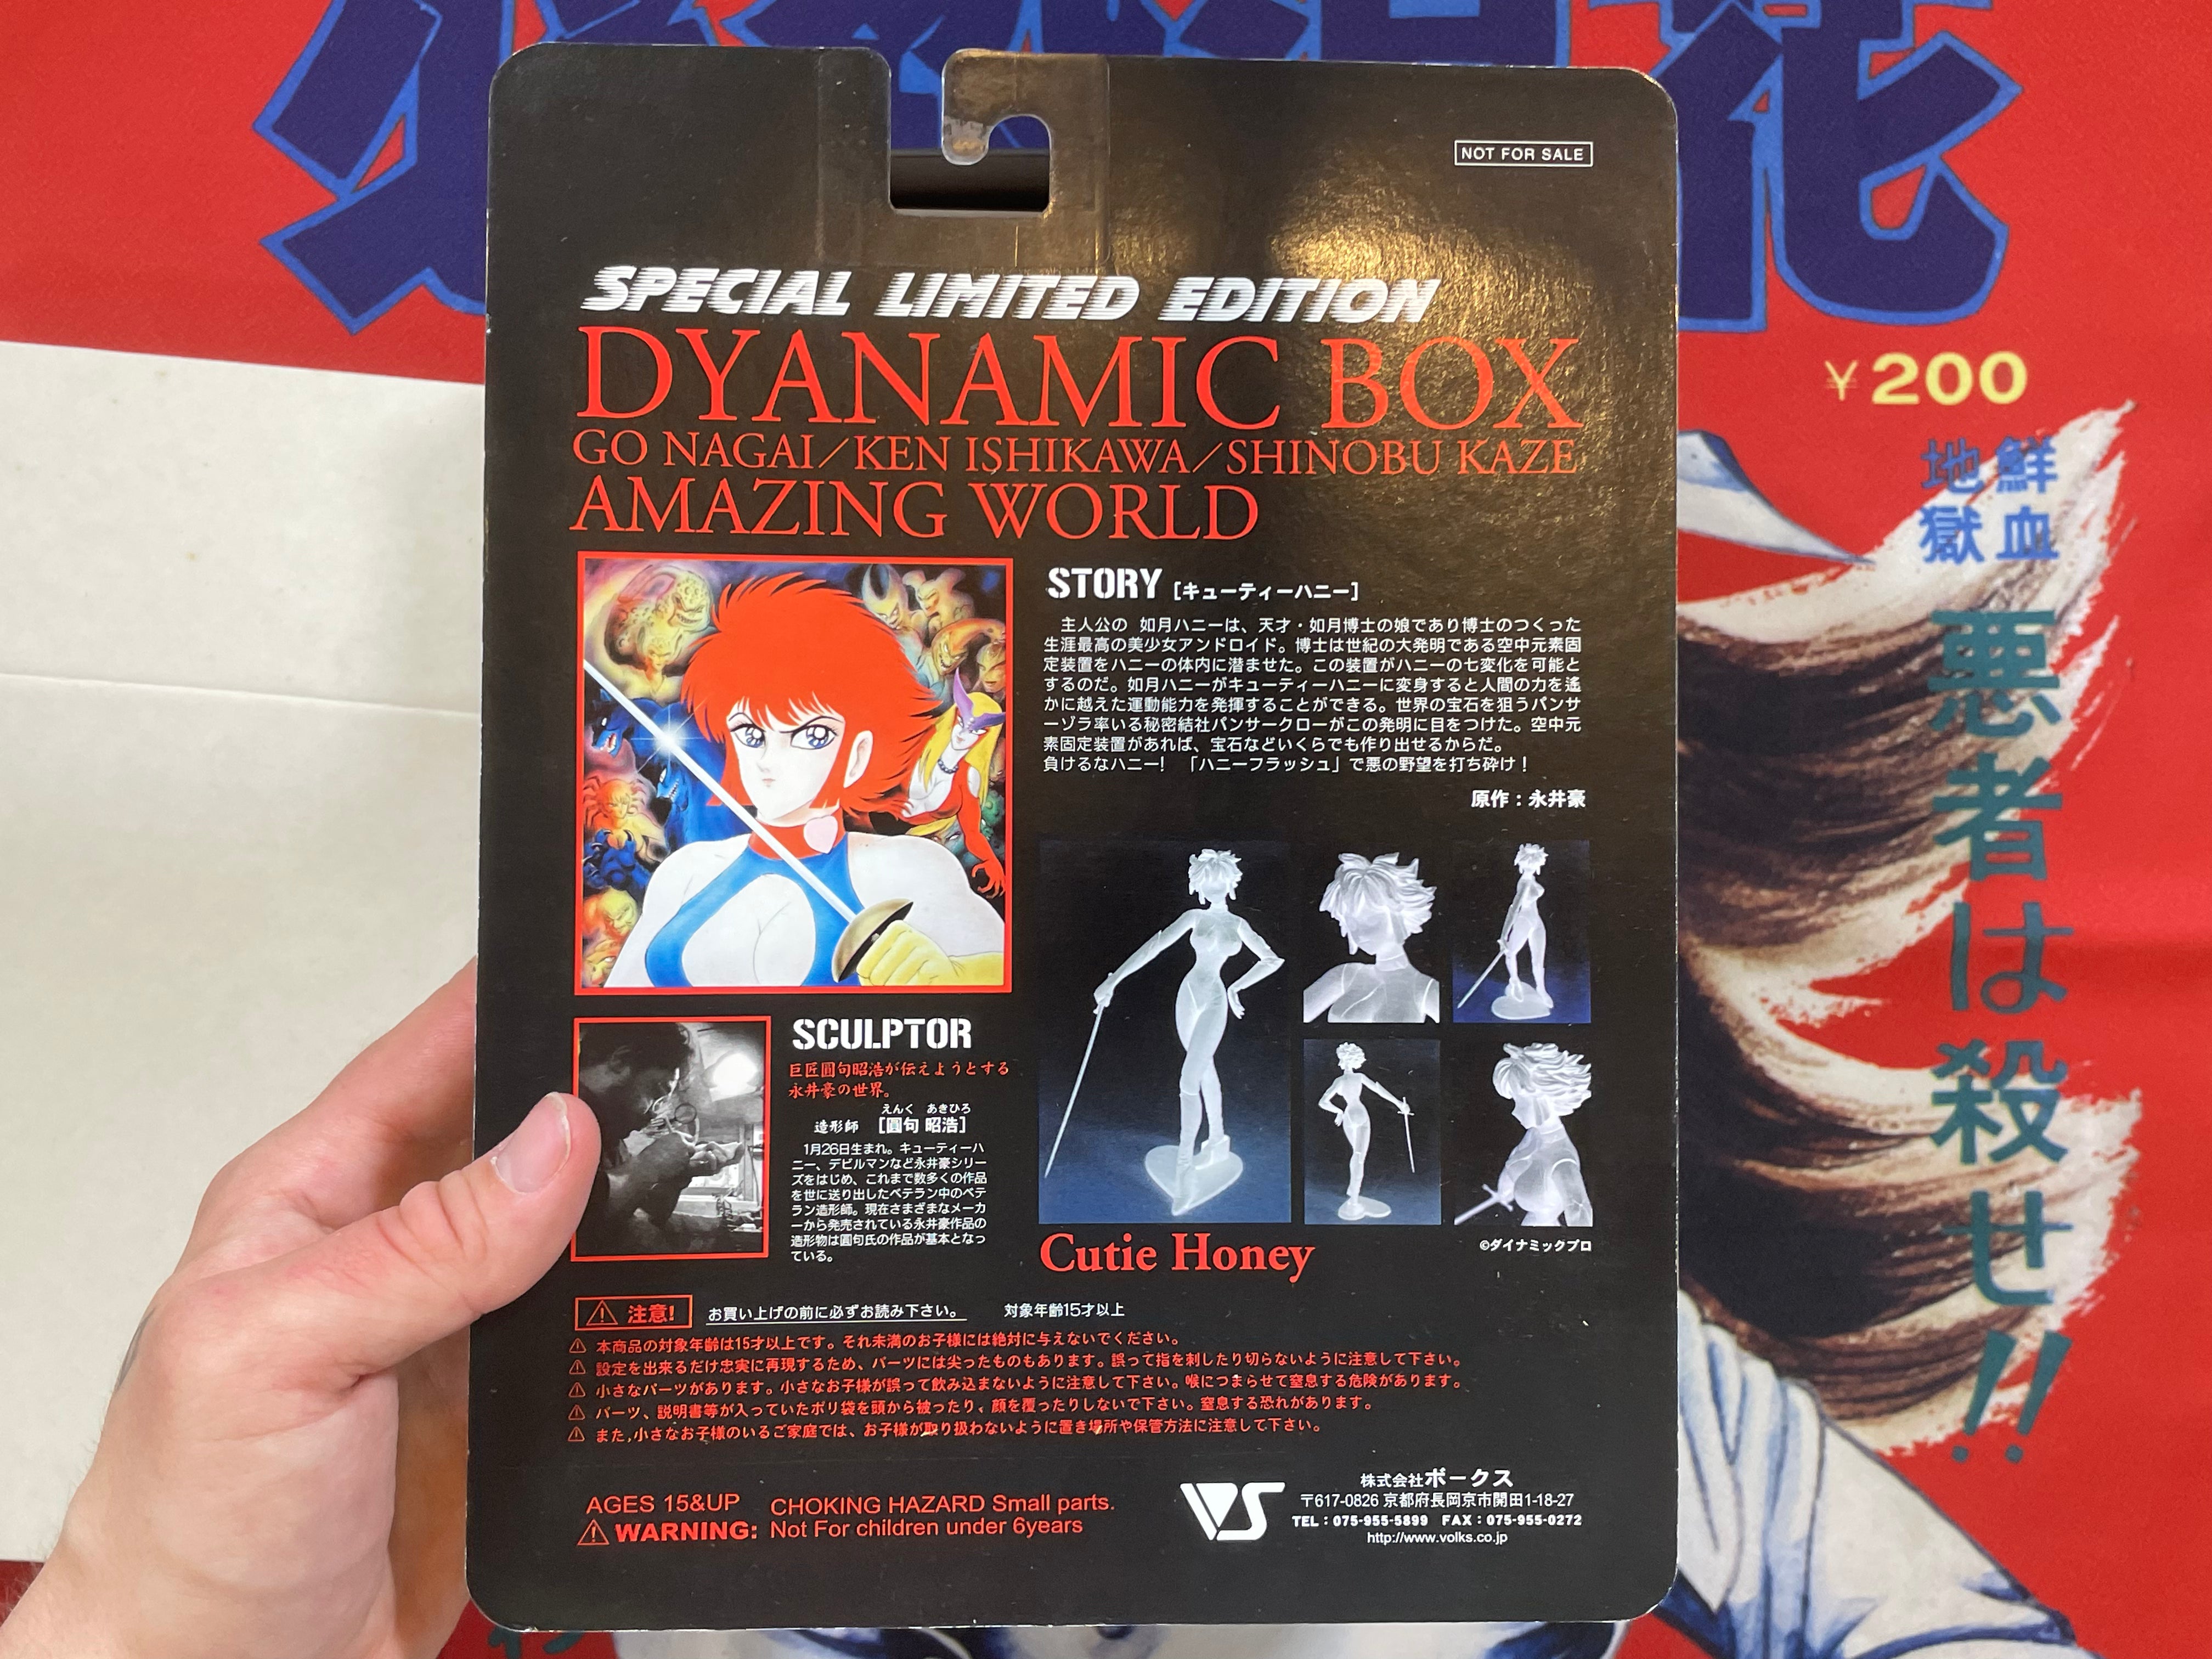 ¥200
鮮血
地獄
悪者は殺せ!!
NOT FOR SALE
SPECIAL LIMITED EDITION
DYANAMIC BOX
GO NAGAI/KEN ISHIKAWA/SHINOBU KAZE
AMAZING WORLD
STORY [キューティーハニー]
主人公の 如月ハニーは、天才・如月博士の娘であり博士のつくった
生涯最高の美少女アンドロイド。博士は世紀の大発明である空中元素固
定装置をハニーの体内に潜ませた。この装置がハニーの七変化を可能と
するのだ。如月ハニーがキューティーハニーに変身すると人間の力を遙
かに越えた運動能力を発揮することができる。世界の宝石を狙うパンサ
ーゾラ率いる秘密結社パンサークローがこの発明に目をつけた。空中元
素固定装置があれば、宝石などいくらでも作り出せるからだ。
負けるなハニー! 「ハニーフラッシュ」で悪の野望を打ち砕け!
原作:永井豪
SCULPTOR
巨匠圓句昭浩が伝えようとする
永井豪の世界。
えんく あきひろ
造形師 [圓句 昭浩]
1月26日生まれ。キューティーハ
ニー、デビルマンなど永井豪シリー
ズをはじめ、これまで数多くの作品
を世に送り出したベテラン中のベテ
ラン造形師。現在さまざまなメーカ
ーから発売されている永井豪作品の
造形物は圓句氏の作品が基本となっ
ている。
Cutie Honey
©ダイナミックプロ
注意! お買い上げの前に必ずお読み下さい。 対象年齢15才以上
本商品の対象年齢は15才以上です。それ未満のお子様には絶対に与えないでください。
設定を出来るだけ忠実に再現するため、パーツには尖ったものもあります。誤って指を刺したり切らないように注意して下さい。
小さなパーツがあります。小さなお子様が誤って飲み込まないように注意して下さい。喉につまらせて窒息する危険があります。
パーツ、説明書等が入っていたポリ袋を頭から被ったり、顔を覆ったりしないで下さい。窒息する恐れがあります。
また,小さなお子様のいるご家庭では、お子様が取り扱わないように置き場所や保管方法に注意して下さい。
AGES 15&UP CHOKING HAZARD Small parts.
WARNING: Not For children under 6years
VS
株式会社ボークス
〒617-0826 京都府長岡京市開田1-18-27
TEL:075-955-5899 FAX:075-955-0272
http://www.volks.co.jp